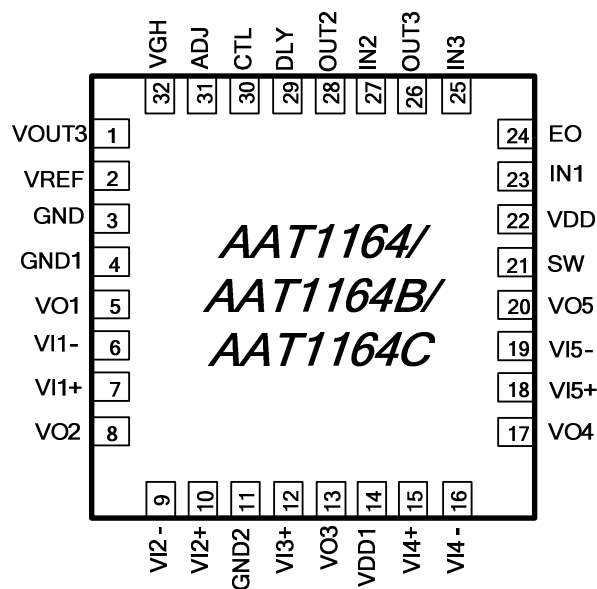 VGH ADJ CTL DLY OUT2 IN2 OUT3 IN3
32 31 30 29 28 27 26 25
VOUT3 1
VREF 2
GND 3
GND1 4
VO1 5
VI1- 6
VI1+ 7
VO2 8
AAT1164/
AAT1164B/
AAT1164C
24 EO
23 IN1
22 VDD
21 SW
20 VO5
19 VI5-
18 VI5+
17 VO4
9 10 11 12 13 14 15 16
VI2- VI2+ GND2 VI3+ VO3 VDD1 VI4+ VI4-